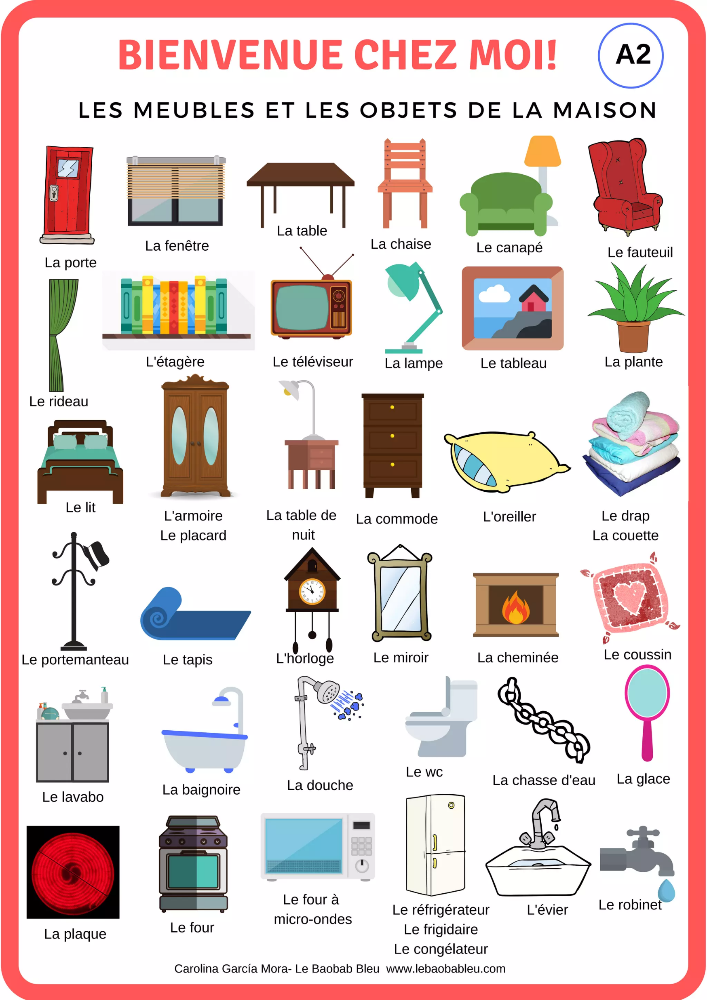 BIENVENUE CHEZ MOI!
A2
LES MEUBLES ET LES OBJETS DE LA MAISON
La porte
La fenêtre
La table
La chaise
Le canapé
Le fauteuil
Le rideau
L'étagère
Le téléviseur
La lampe
Le tableau
La plante
Le lit
L'armoire
Le placard
La table de
nuit
La commode
L'oreiller
Le drap
La couette
Le portemanteau
Le tapis
L'horloge
Le miroir
La cheminée
Le coussin
Le lavabo
La baignoire
La douche
Le wc
La chasse d'eau
La glace
La plaque
Le four
Le four à
micro-ondes
Le réfrigérateur
Le frigidaire
Le congélateur
L'évier
Le robinet
Carolina García Mora- Le Baobab Bleu www.lebaobableu.com